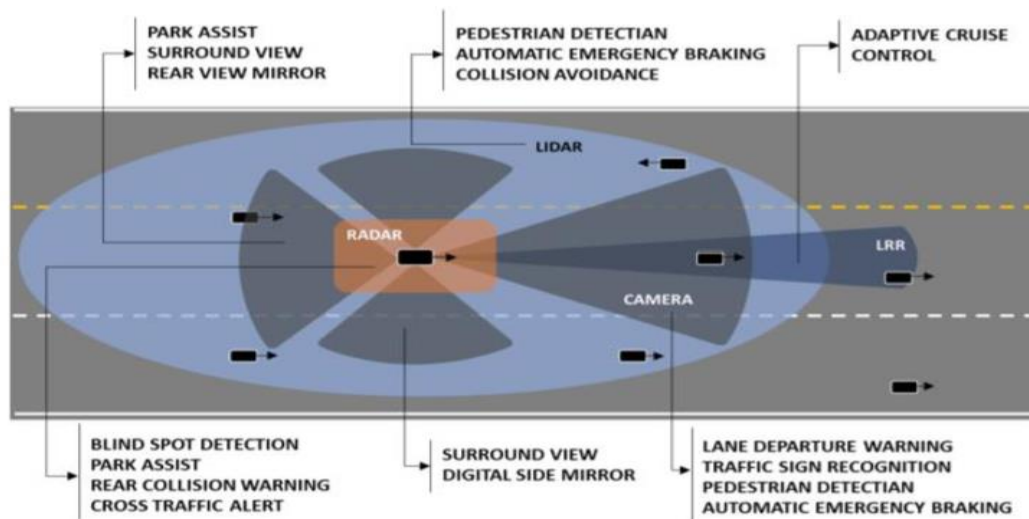 PARK ASSIST
SURROUND VIEW
REAR VIEW MIRROR
PEDESTRIAN DETECTIAN
AUTOMATIC EMERGENCY BRAKING
COLLISION AVOIDANCE
ADAPTIVE CRUISE
CONTROL
LIDAR
RADAR
LRR
CAMERA
BLIND SPOT DETECTION
PARK ASSIST
REAR COLLISION WARNING
CROSS TRAFFIC ALERT
SURROUND VIEW
DIGITAL SIDE MIRROR
LANE DEPARTURE WARNING
TRAFFIC SIGN RECOGNITION
PEDESTRIAN DETECTIAN
AUTOMATIC EMERGENCY BRAKING